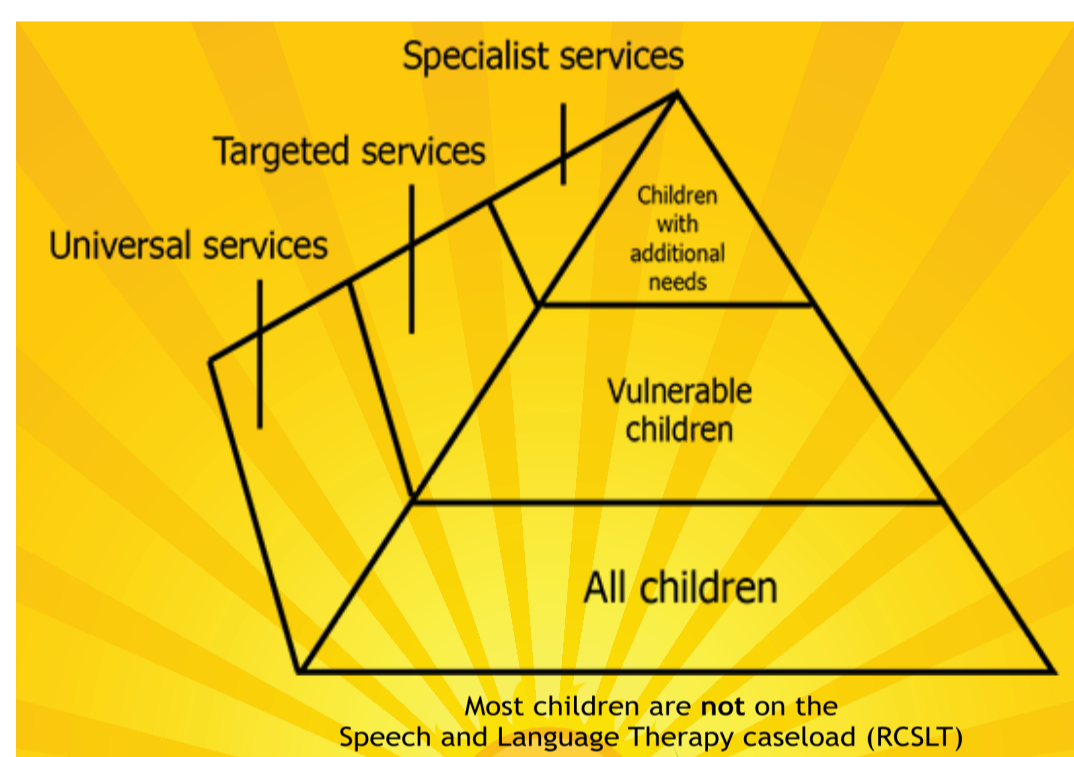 Specialist services
Targeted services
Universal services
Children
with
additional
needs
Vulnerable
children
All children
Most children are not on the
Speech and Language Therapy caseload (RCSLT)